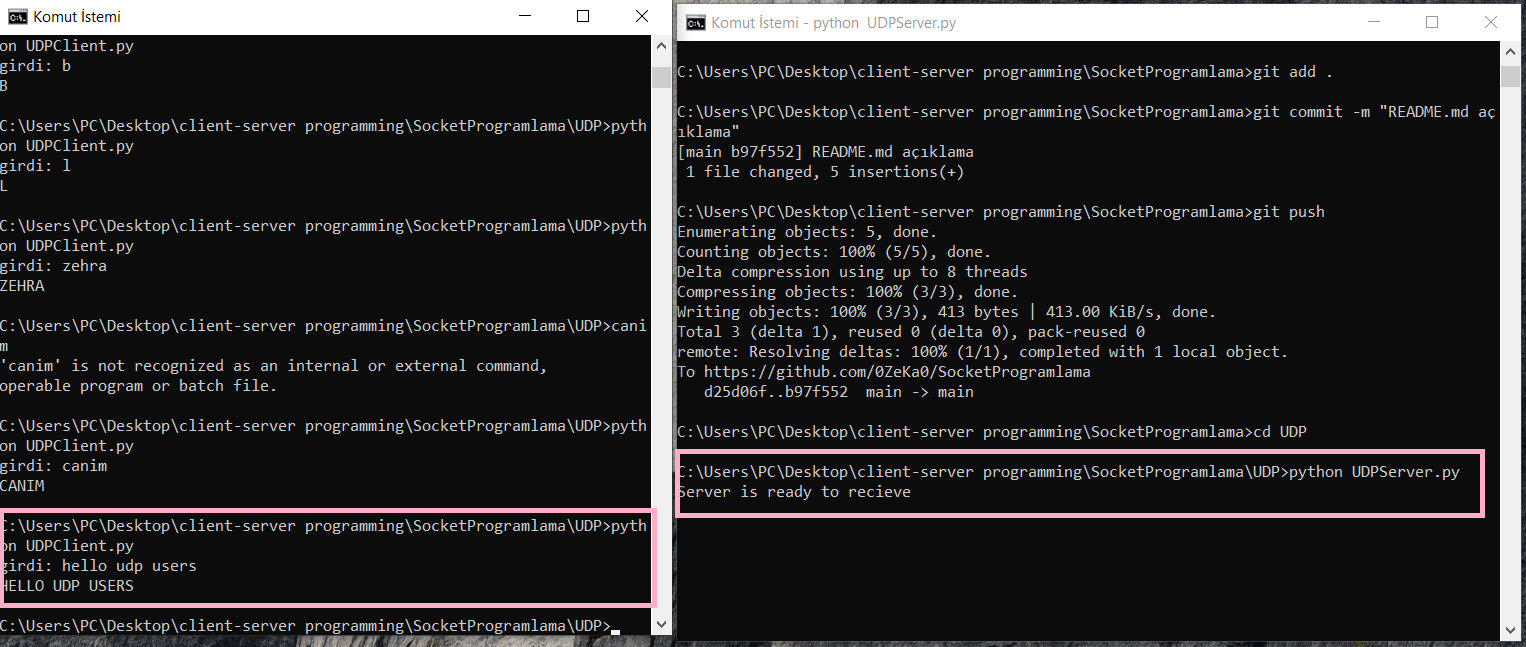 Komut İstemi
on UDPClient.py
girdi: b
B
C:\Users\PC\Desktop\client-server programming\SocketProgramlama\UDP>pyth
on UDPClient.py
girdi: l
L
C:\Users\PC\Desktop\client-server programming\SocketProgramlama\UDP>pyth
on UDPClient.py
girdi: zehra
ZEHRA
C:\Users\PC\Desktop\client-server programming\SocketProgramlama\UDP>cani
m
'canim' is not recognized as an internal or external command,
operable program or batch file.
C:\Users\PC\Desktop\client-server programming\SocketProgramlama\UDP>pyth
on UDPClient.py
girdi: canim
CANIM
C:\Users\PC\Desktop\client-server programming\SocketProgramlama\UDP>pyth
on UDPClient.py
girdi: hello udp users
HELLO UDP USERS
C:\Users\PC\Desktop\client-server programming\SocketProgramlama\UDP>
Komut İstemi - python  UDPServer.py
C:\Users\PC\Desktop\client-server programming\SocketProgramlama>git add .
C:\Users\PC\Desktop\client-server programming\SocketProgramlama>git commit -m "README.md aç
ıklama"
[main b97f552] README.md açıklama
 1 file changed, 5 insertions(+)
C:\Users\PC\Desktop\client-server programming\SocketProgramlama>git push
Enumerating objects: 5, done.
Counting objects: 100% (5/5), done.
Delta compression using up to 8 threads
Compressing objects: 100% (3/3), done.
Writing objects: 100% (3/3), 413 bytes | 413.00 KiB/s, done.
Total 3 (delta 1), reused 0 (delta 0), pack-reused 0
remote: Resolving deltas: 100% (1/1), completed with 1 local object.
To https://github.com/0ZeKa0/SocketProgramlama
   d25d06f..b97f552  main -> main
C:\Users\PC\Desktop\client-server programming\SocketProgramlama>cd UDP
C:\Users\PC\Desktop\client-server programming\SocketProgramlama\UDP>python UDPServer.py
Server is ready to recieve